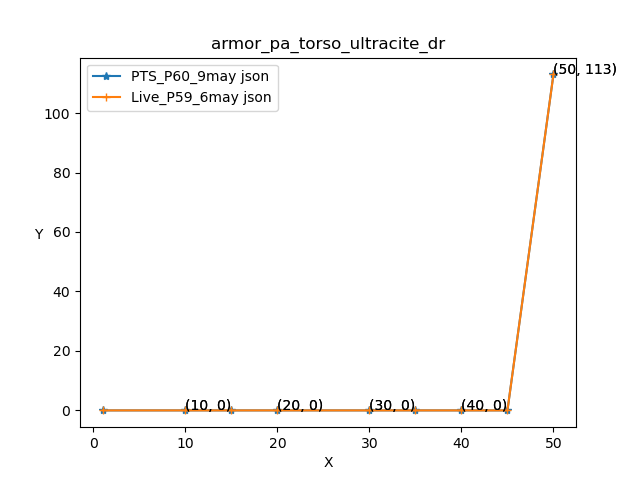 armor_pa_torso_ultracite_dr
PTS_P60_9may json
Live_P59_6may json
(50, 113)
100
80
60
Y
40
20
0
(10, 0) (20, 0) (30, 0) (40, 0)
0 10 20 30 40 50
X